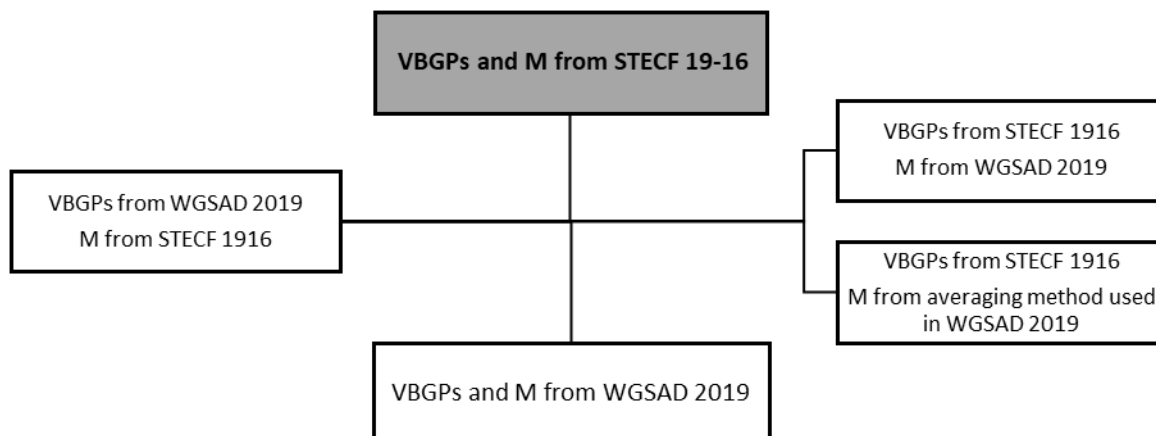 VBGPs and M from STECF 19-16
VBGPs from STECF 1916
M from WGSAD 2019
VBGPs from WGSAD 2019
M from STECF 1916
VBGPs from STECF 1916
M from averaging method used
in WGSAD 2019
VBGPs and M from WGSAD 2019